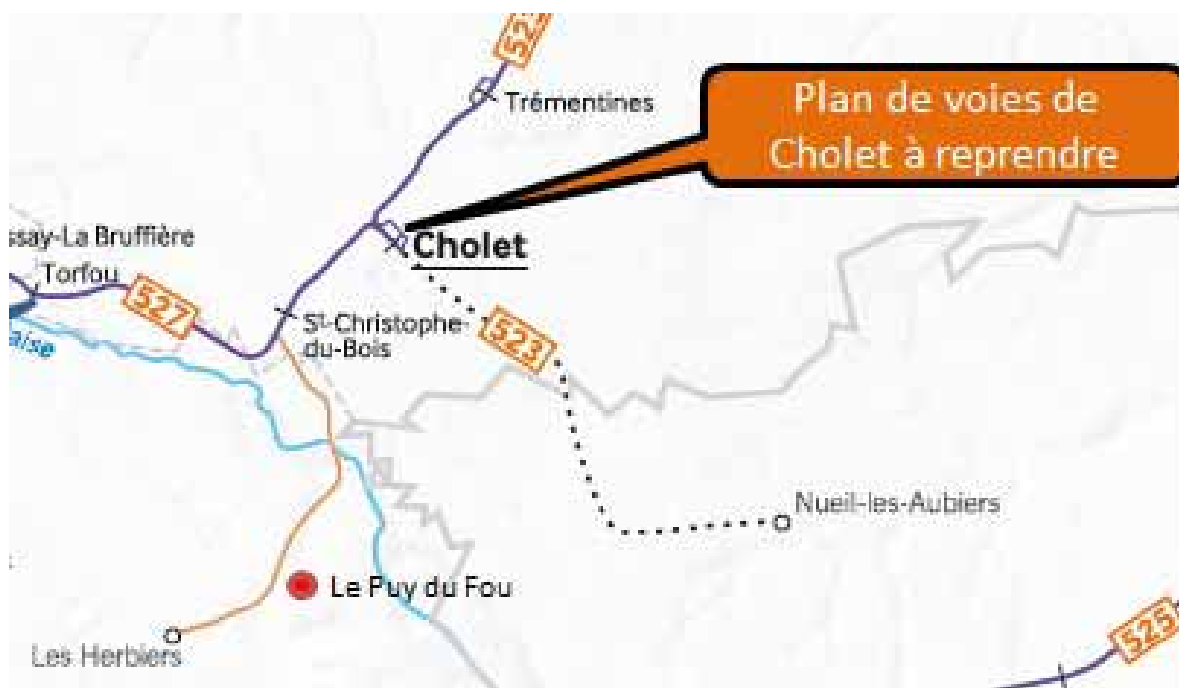 Trémentines
Plan de voies de
Cholet à reprendre
ssay-La Bruffière
Torfou
Cholet
527
St-Christophe-
du-Bois
523
aise
Nueil-les-Aubiers
Le Puy du Fou
Les Herbiers
525